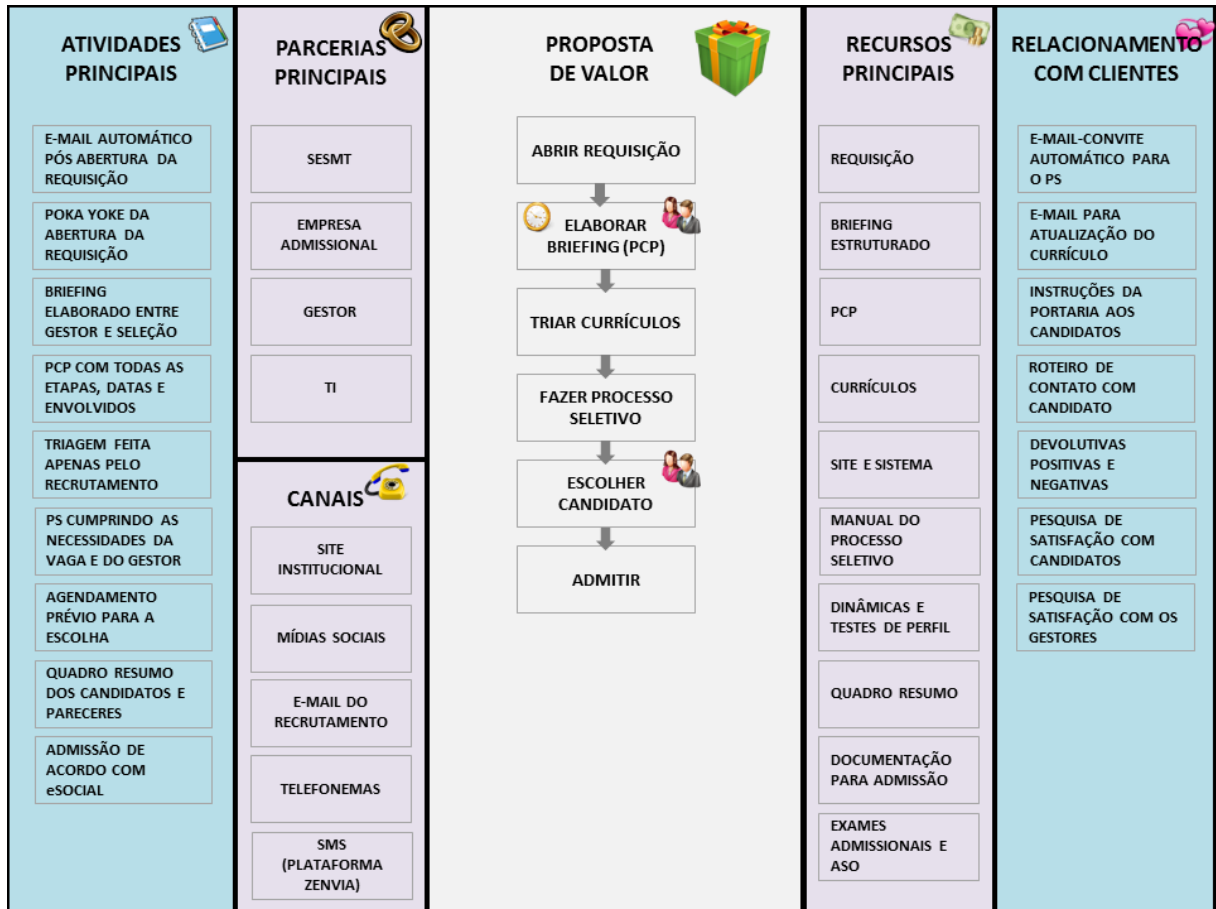 ATIVIDADES
PRINCIPAIS
E-MAIL AUTOMÁTICO
PÓS ABERTURA DA
REQUISIÇÃO
POKA YOKE DA
ABERTURA DA
REQUISIÇÃO
BRIEFING
ELABORADO ENTRE
GESTOR E SELEÇÃO
PCP COM TODAS AS
ETAPAS, DATAS E
ENVOLVIDOS
TRIAGEM FEITA
APENAS PELO
RECRUTAMENTO
PS CUMPRINDO AS
NECESSIDADES DA
VAGA E DO GESTOR
AGENDAMENTO
PRÉVIO PARA A
ESCOLHA
QUADRO RESUMO
DOS CANDIDATOS E
PARECERES
ADMISSÃO DE
ACORDO COM
eSOCIAL
PARCERIAS
PRINCIPAIS
SESMT
EMPRESA
ADMISSIONAL
GESTOR
TI
CANAIS
SITE
INSTITUCIONAL
MÍDIAS SOCIAIS
E-MAIL DO
RECRUTAMENTO
TELEFONEMAS
SMS
(PLATAFORMA
ZENVIA)
PROPOSTA
DE VALOR
ABRIR REQUISIÇÃO
ELABORAR
BRIEFING (PCP)
TRIAR CURRÍCULOS
FAZER PROCESSO
SELETIVO
ESCOLHER
CANDIDATO
ADMITIR
RECURSOS
PRINCIPAIS
REQUISIÇÃO
BRIEFING
ESTRUTURADO
PCP
CURRÍCULOS
SITE E SISTEMA
MANUAL DO
PROCESSO
SELETIVO
DINÂMICAS E
TESTES DE PERFIL
QUADRO RESUMO
DOCUMENTAÇÃO
PARA ADMISSÃO
EXAMES
ADMISSIONAIS E
ASO
RELACIONAMENTO
COM CLIENTES
E-MAIL-CONVITE
AUTOMÁTICO PARA
O PS
E-MAIL PARA
ATUALIZAÇÃO DO
CURRÍCULO
INSTRUÇÕES DA
PORTARIA AOS
CANDIDATOS
ROTEIRO DE
CONTATO COM
CANDIDATO
DEVOLUTIVAS
POSITIVAS E
NEGATIVAS
PESQUISA DE
SATISFAÇÃO COM
CANDIDATOS
PESQUISA DE
SATISFAÇÃO COM OS
GESTORES